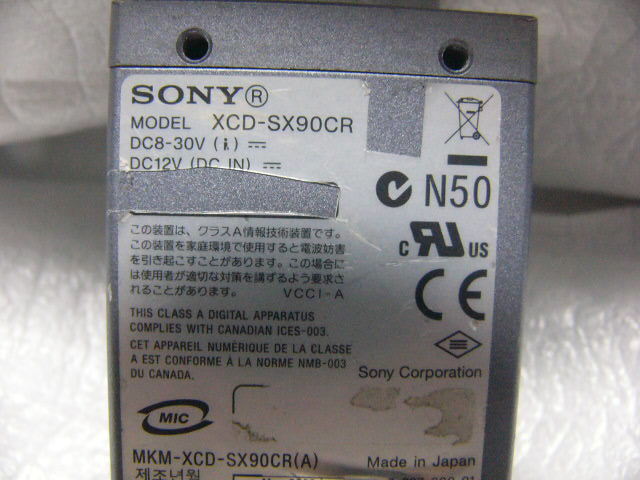 SONY®
MODEL XCD-SX90CR
DC8-30V (i) ⎓
DC12V (DC IN) ⎓
N50
この装置は、クラスA情報技術装置です。
この装置を家庭環境で使用すると電波妨害
を引き起こすことがあります。この場合に
は使用者が適切な対策を講ずるよう要求さ
れることがあります。 VCCI-A
C UR US
CE
THIS CLASS A DIGITAL APPARATUS
COMPLIES WITH CANADIAN ICES-003.
CET APPAREIL NUMÉRIQUE DE LA CLASSE
A EST CONFORME À LA NORME NMB-003
DU CANADA.
Sony Corporation
MIC
MKM-XCD-SX90CR(A)
Made in Japan
제조년월